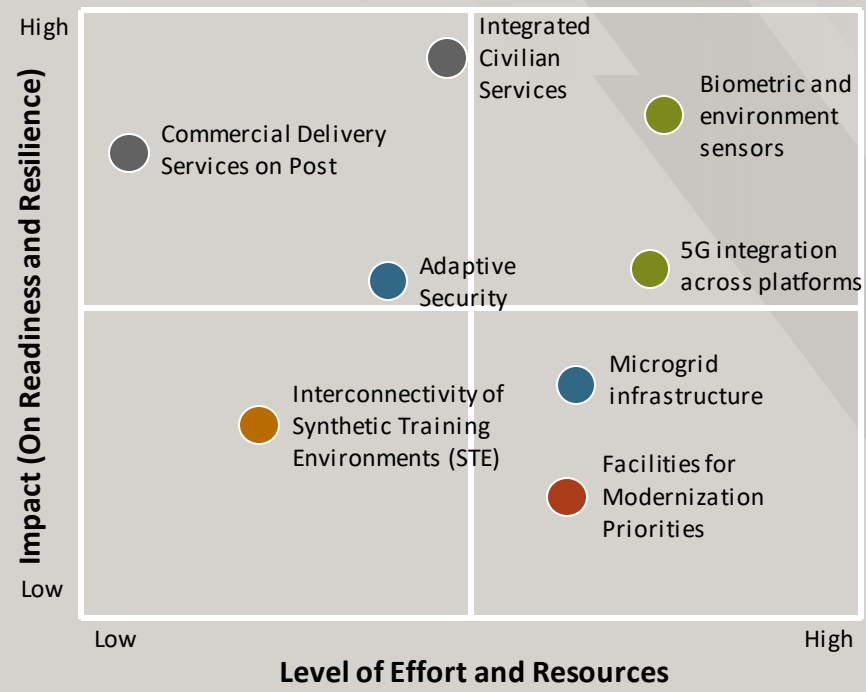 High
Integrated
Civilian
Services
Biometric and
environment
sensors
Commercial Delivery
Services on Post
5G integration
across platforms
Adaptive
Security
Impact (On Readiness and Resilience)
Microgrid
infrastructure
Interconnectivity of
Synthetic Training
Environments (STE)
Facilities for
Modernization
Priorities
Low
Low
High
Level of Effort and Resources